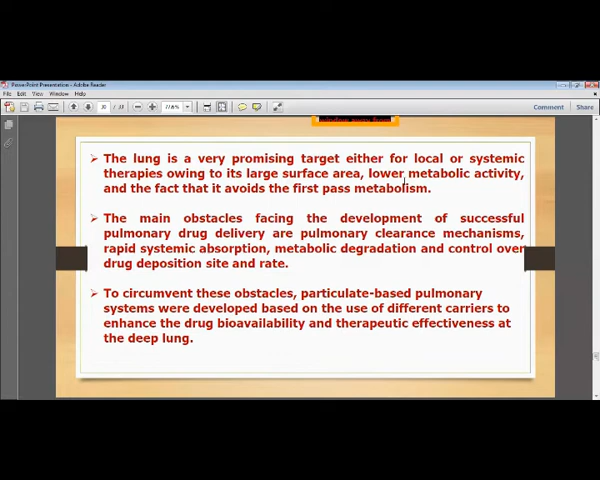 PowerPoint Presentation - Adobe Reader
File Edit View Window Help
30 / 33 77.6% Comment Share
➢ The lung is a very promising target either for local or systemic
therapies owing to its large surface area, lower metabolic activity,
and the fact that it avoids the first pass metabolism.
➢ The main obstacles facing the development of successful
pulmonary drug delivery are pulmonary clearance mechanisms,
rapid systemic absorption, metabolic degradation and control over
drug deposition site and rate.
➢ To circumvent these obstacles, particulate-based pulmonary
systems were developed based on the use of different carriers to
enhance the drug bioavailability and therapeutic effectiveness at
the deep lung.